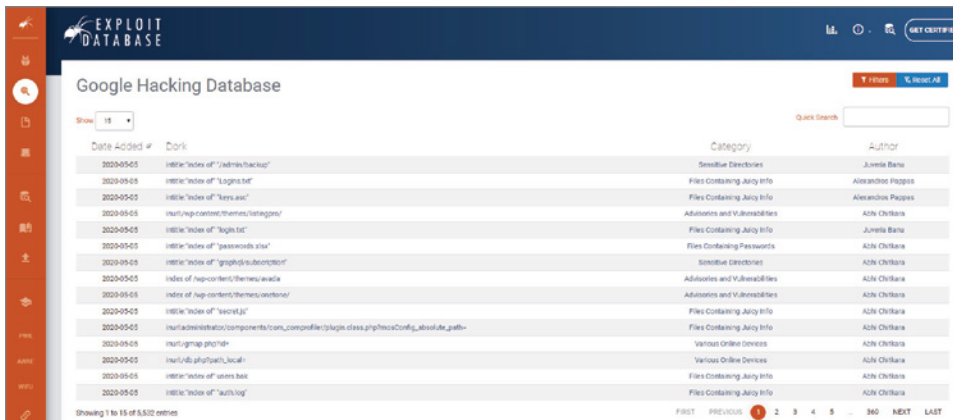 EXPLOIT
DATABASE
GET CERTIFIE
Google Hacking Database
Filters Reset All
Show 15
Quick Search
Date Added Dork Category Author
2020-05-05 intitle:"index of" "/admin/backup" Sensitive Directories Juveria Banu
2020-05-05 intitle:"index of" "Logins.txt" Files Containing Juicy Info Alexandros Pappas
2020-05-05 intitle:"index of" "keys.asc" Files Containing Juicy Info Alexandros Pappas
2020-05-05 inurl:/wp-content/themes/listingpro/ Advisories and Vulnerabilities Abhi Chitkara
2020-05-05 intitle:"index of" "login.txt" Files Containing Juicy Info Juveria Banu
2020-05-05 intitle:"index of" "passwords.xlsx" Files Containing Passwords Abhi Chitkara
2020-05-05 intitle:"index of" "graphql/subscription" Sensitive Directories Abhi Chitkara
2020-05-05 index of /wp-content/themes/avada Advisories and Vulnerabilities Abhi Chitkara
2020-05-05 index of /wp-content/themes/onetone/ Advisories and Vulnerabilities Abhi Chitkara
2020-05-05 intitle:"index of" "secret.js" Files Containing Juicy Info Abhi Chitkara
2020-05-05 inurl:administrator/components/com_comprofiler/plugin.class.php?mosConfig_absolute_path= Files Containing Juicy Info Abhi Chitkara
2020-05-05 inurl:/gmap.php?id= Various Online Devices Abhi Chitkara
2020-05-05 inurl:/db.php?path_local= Various Online Devices Abhi Chitkara
2020-05-05 intitle:"index of" users.bak Files Containing Juicy Info Abhi Chitkara
2020-05-05 intitle:"index of" "auth.log" Files Containing Juicy Info Abhi Chitkara
Showing 1 to 15 of 5,532 entries
FIRST PREVIOUS 1 2 3 4 5 … 369 NEXT LAST